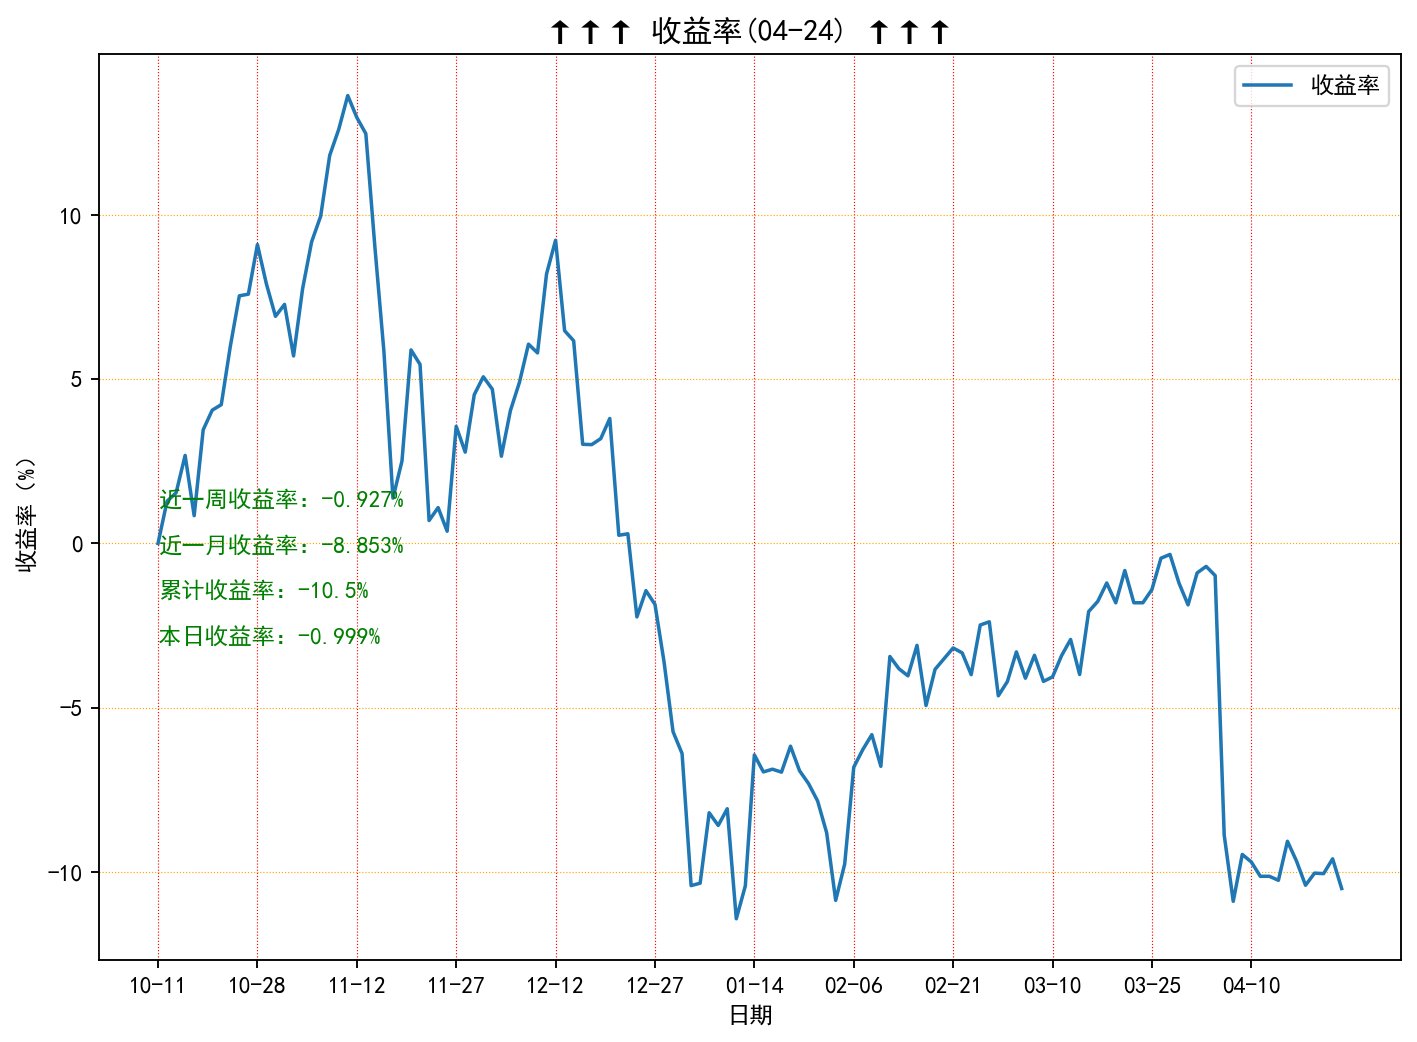 ↑↑↑ 收益率(04-24) ↑↑↑
收益率
10
5
0
-5
-10
收益率 (%)
近一周收益率：-0.927%
近一月收益率：-8.853%
累计收益率：-10.5%
本日收益率：-0.999%
10-11 10-28 11-12 11-27 12-12 12-27 01-14 02-06 02-21 03-10 03-25 04-10
日期